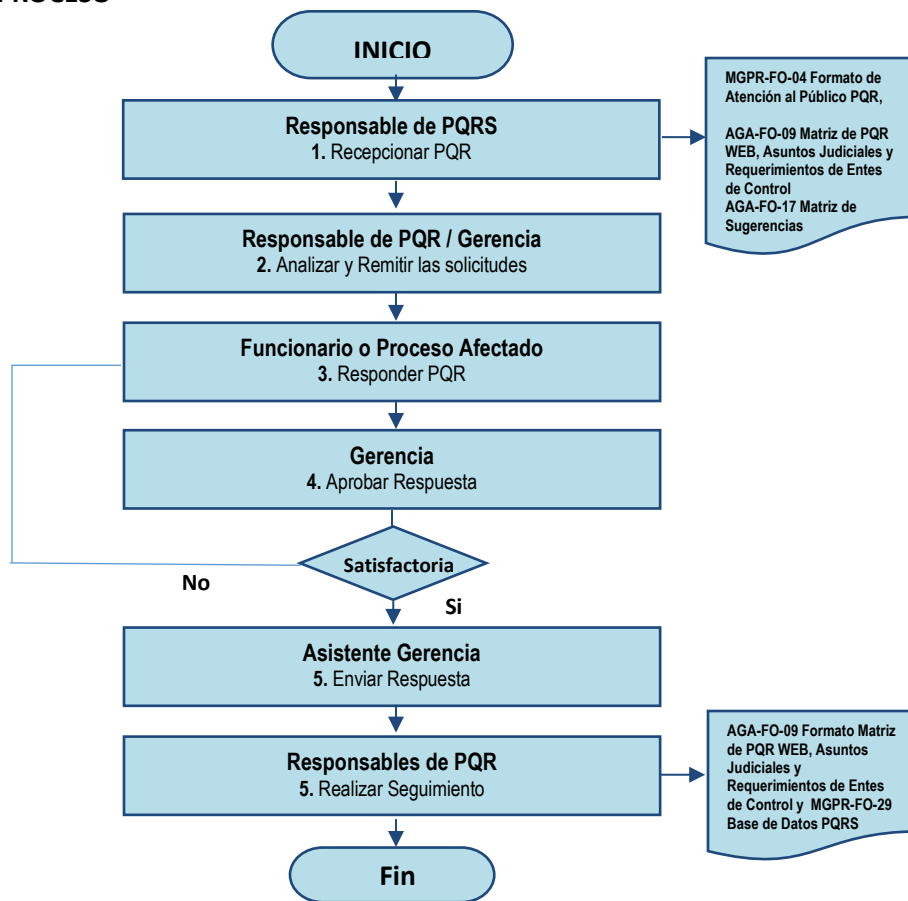 PROCESO
INICIO
Responsable de PQRS
1. Recepcionar PQR
MGPR-FO-04 Formato de
Atención al Público PQR,
AGA-FO-09 Matriz de PQR
WEB, Asuntos Judiciales y
Requerimientos de Entes
de Control
AGA-FO-17 Matriz de
Sugerencias
Responsable de PQR / Gerencia
2. Analizar y Remitir las solicitudes
Funcionario o Proceso Afectado
3. Responder PQR
Gerencia
4. Aprobar Respuesta
Satisfactoria
No
Si
Asistente Gerencia
5. Enviar Respuesta
Responsables de PQR
5. Realizar Seguimiento
AGA-FO-09 Formato Matriz
de PQR WEB, Asuntos
Judiciales y
Requerimientos de Entes
de Control y MGPR-FO-29
Base de Datos PQRS
Fin